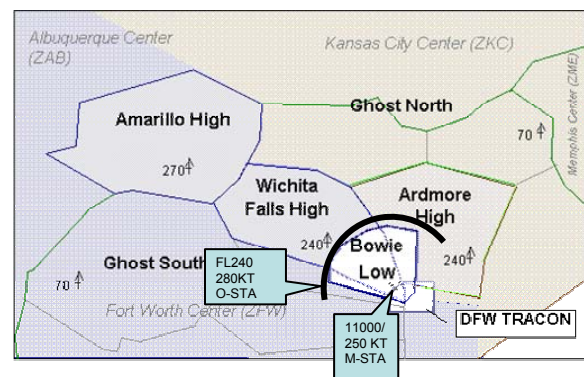 Albuquerque Center
(ZAB)
Kansas City Center (ZKC)
Memphis Center (ZME)
Amarillo High
Ghost North
70
270
Wichita
Falls High
Ardmore
High
240
Bowie
Low
240
Ghost South
70
FL240
280KT
O-STA
Fort Worth Center (ZFW)
11000/
250 KT
M-STA
DFW TRACON